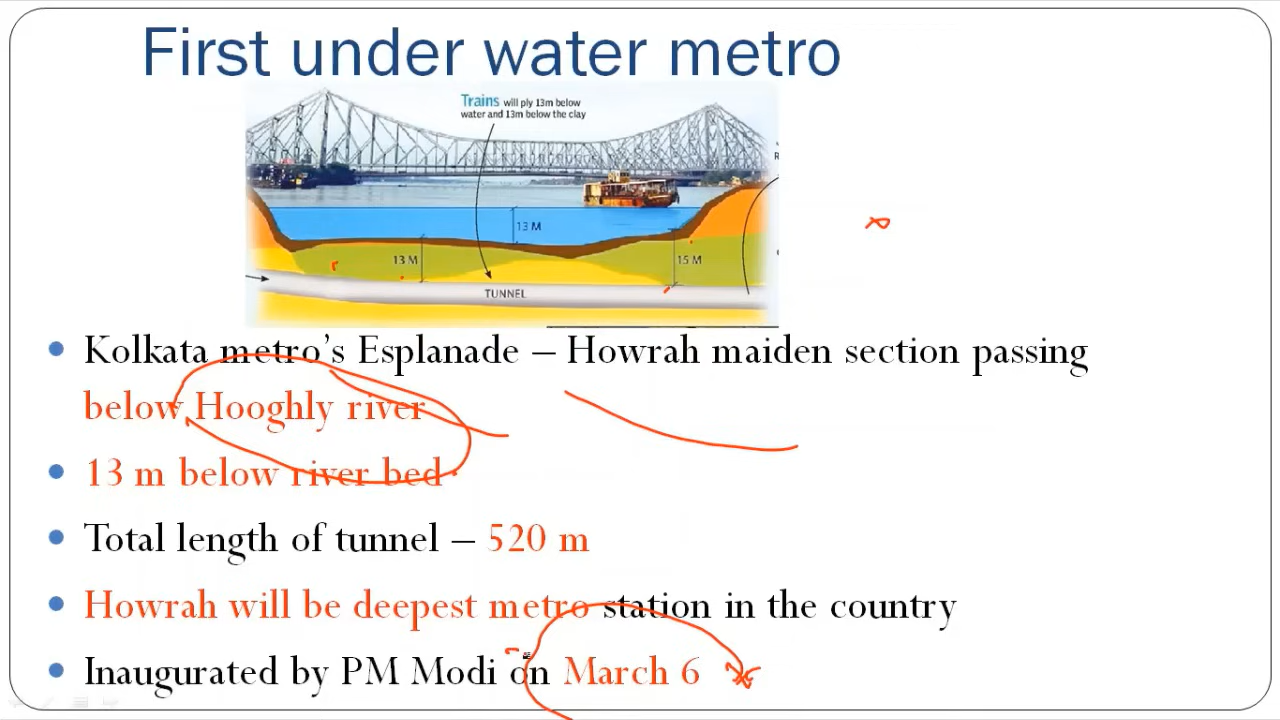 First under water metro
Trains will ply 13m below
water and 13m below the clay
13 M
13 M
15 M
TUNNEL
Kolkata metro's Esplanade – Howrah maiden section passing
below Hooghly river
13 m below river bed
Total length of tunnel – 520 m
Howrah will be deepest metro station in the country
Inaugurated by PM Modi on March 6